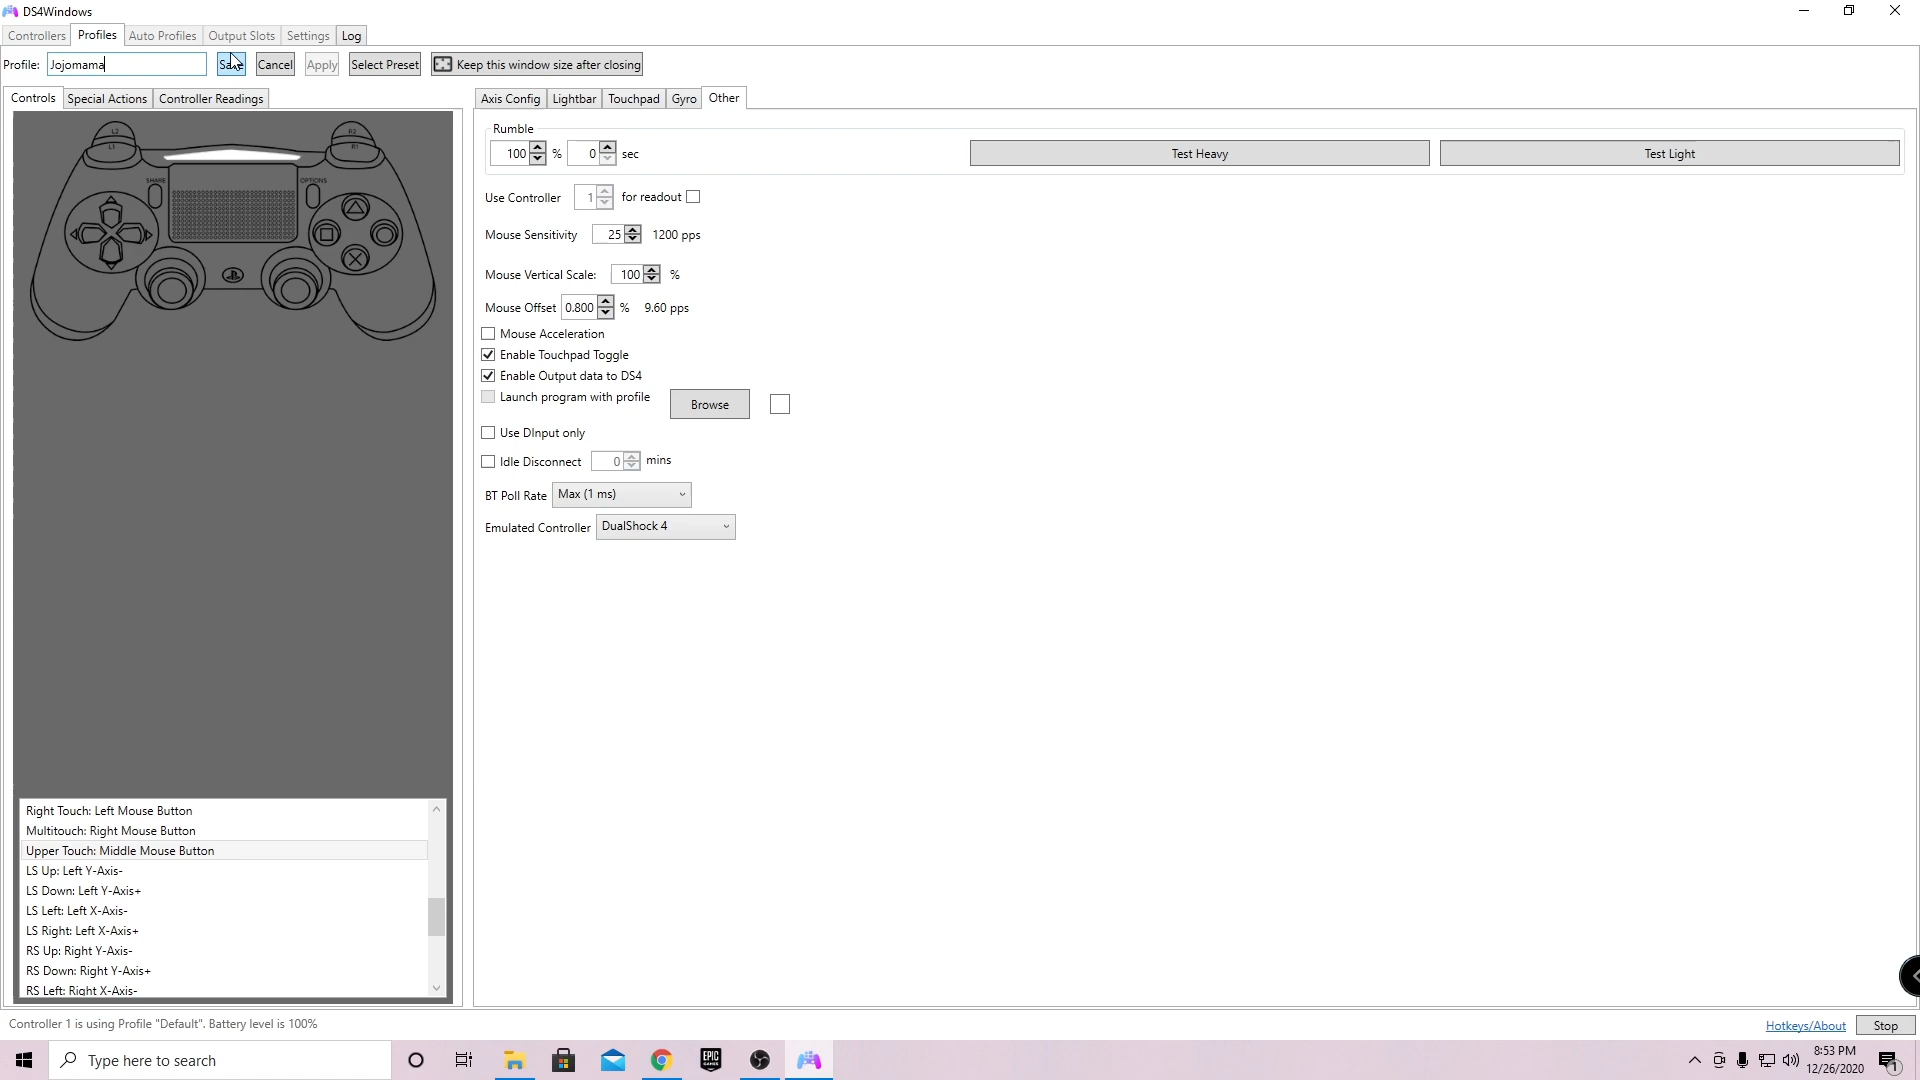 DS4Windows
Controllers Profiles Auto Profiles Output Slots Settings Log
Profile: Jojomama Save Cancel Apply Select Preset Keep this window size after closing
Controls Special Actions Controller Readings
Axis Config Lightbar Touchpad Gyro Other
L2
L1
R2
R1
SHARE
OPTIONS
Rumble
100 % 0 sec Test Heavy Test Light
Use Controller 1 for readout
Mouse Sensitivity 25 1200 pps
Mouse Vertical Scale: 100 %
Mouse Offset 0.800 % 9.60 pps
Mouse Acceleration
Enable Touchpad Toggle
Enable Output data to DS4
Launch program with profile Browse
Use DInput only
Idle Disconnect 0 mins
BT Poll Rate Max (1 ms)
Emulated Controller DualShock 4
Right Touch: Left Mouse Button
Multitouch: Right Mouse Button
Upper Touch: Middle Mouse Button
LS Up: Left Y-Axis-
LS Down: Left Y-Axis+
LS Left: Left X-Axis-
LS Right: Left X-Axis+
RS Up: Right Y-Axis-
RS Down: Right Y-Axis+
RS Left: Right X-Axis-
Controller 1 is using Profile "Default". Battery level is 100%
Hotkeys/About Stop
Type here to search
EPIC
GAMES
8:53 PM
12/26/2020
1